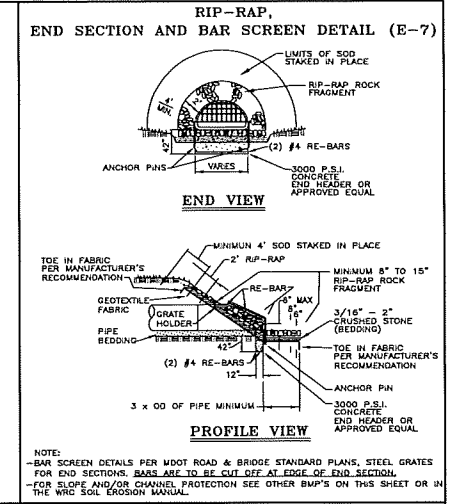 RIP-RAP,
END SECTION AND BAR SCREEN DETAIL (E-7)
LIMITS OF SOD
STAKED IN PLACE
RIP-RAP ROCK
FRAGMENT
4'
MIN.
2'
42"
(2) #4 RE-BARS
ANCHOR PINS
VARIES
3000 P.S.I.
CONCRETE
END HEADER OR
APPROVED EQUAL
END VIEW
MINIMUN 4' SOD STAKED IN PLACE
2' RIP-RAP
TOE IN FABRIC
PER MANUFACTURER'S
RECOMMENDATION
RE-BAR
MINIMUM 8" TO 15"
RIP-RAP ROCK
FRAGMENT
GEOTEXTILE
FABRIC
6" MAX
8"
6"
GRATE
HOLDER
3/16" - 2"
CRUSHED STONE
(BEDDING)
PIPE
BEDDING
42"
TOE IN FABRIC
PER MANUFACTURER'S
RECOMMENDATION
(2) #4 RE-BARS
12"
ANCHOR PIN
3 x OD OF PIPE MINIMUM
3000 P.S.I.
CONCRETE
END HEADER OR
APPROVED EQUAL
PROFILE VIEW
NOTE:
-BAR SCREEN DETAILS PER MDOT ROAD & BRIDGE STANDARD PLANS, STEEL GRATES
FOR END SECTIONS, BARS ARE TO BE CUT OFF AT EDGE OF END SECTION.
-FOR SLOPE AND/OR CHANNEL PROTECTION SEE OTHER BMP'S ON THIS SHEET OR IN
THE WRC SOIL EROSION MANUAL.